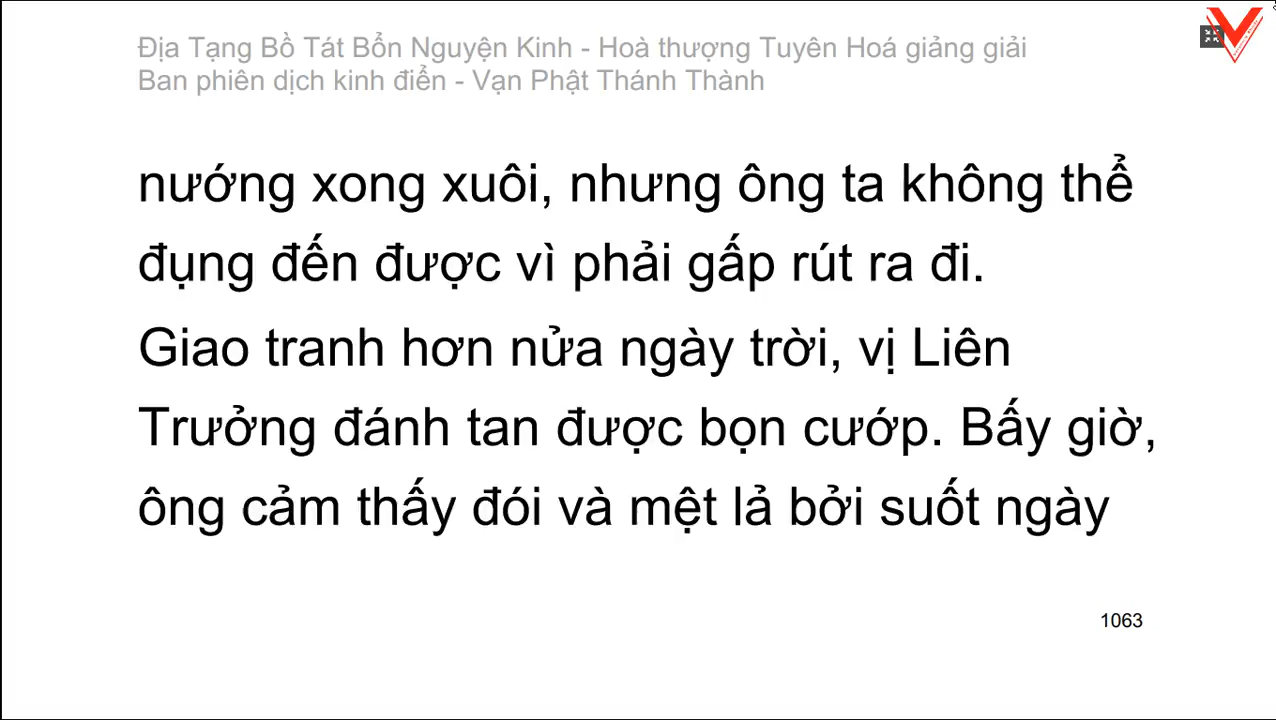 Địa Tạng Bồ Tát Bổn Nguyện Kinh - Hoà thượng Tuyên Hoá giảng giải
Ban phiên dịch kinh điển - Vạn Phật Thánh Thành
nướng xong xuôi, nhưng ông ta không thể
đụng đến được vì phải gấp rút ra đi.
Giao tranh hơn nửa ngày trời, vị Liên
Trưởng đánh tan được bọn cướp. Bấy giờ,
ông cảm thấy đói và mệt lả bởi suốt ngày
1063